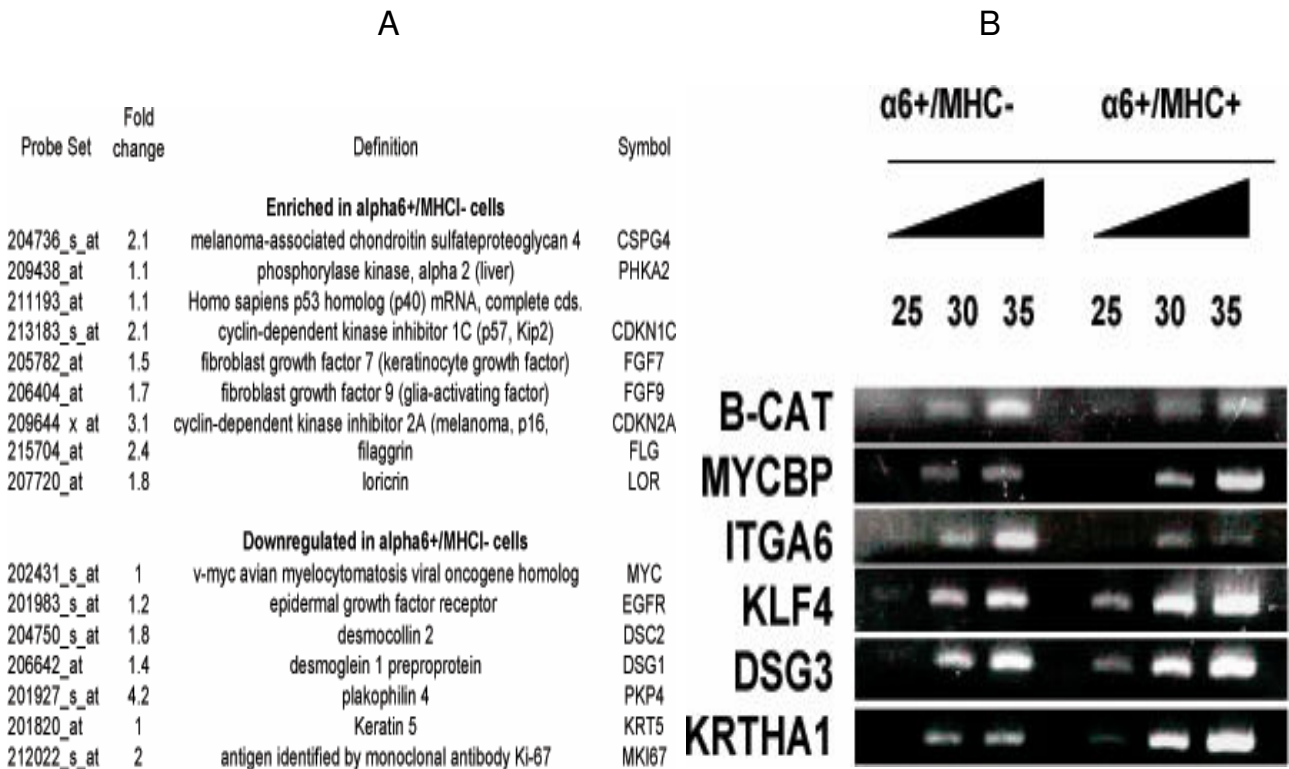 A
B
Fold
Probe Set change Definition Symbol
Enriched in alpha6+/MHCI- cells
204736_s_at 2.1 melanoma-associated chondroitin sulfateproteoglycan 4 CSPG4
209438_at 1.1 phosphorylase kinase, alpha 2 (liver) PHKA2
211193_at 1.1 Homo sapiens p53 homolog (p40) mRNA, complete cds.
213183_s_at 2.1 cyclin-dependent kinase inhibitor 1C (p57, Kip2) CDKN1C
205782_at 1.5 fibroblast growth factor 7 (keratinocyte growth factor) FGF7
206404_at 1.7 fibroblast growth factor 9 (glia-activating factor) FGF9
209644_x_at 3.1 cyclin-dependent kinase inhibitor 2A (melanoma, p16, CDKN2A
215704_at 2.4 filaggrin FLG
207720_at 1.8 loricrin LOR
Downregulated in alpha6+/MHCI- cells
202431_s_at 1 v-myc avian myelocytomatosis viral oncogene homolog MYC
201983_s_at 1.2 epidermal growth factor receptor EGFR
204750_s_at 1.8 desmocollin 2 DSC2
206642_at 1.4 desmoglein 1 preproprotein DSG1
201927_s_at 4.2 plakophilin 4 PKP4
201820_at 1 Keratin 5 KRT5
212022_s_at 2 antigen identified by monoclonal antibody Ki-67 MKI67
α6+/MHC- α6+/MHC+
25 30 35 25 30 35
B-CAT
MYCBP
ITGA6
KLF4
DSG3
KRTHA1